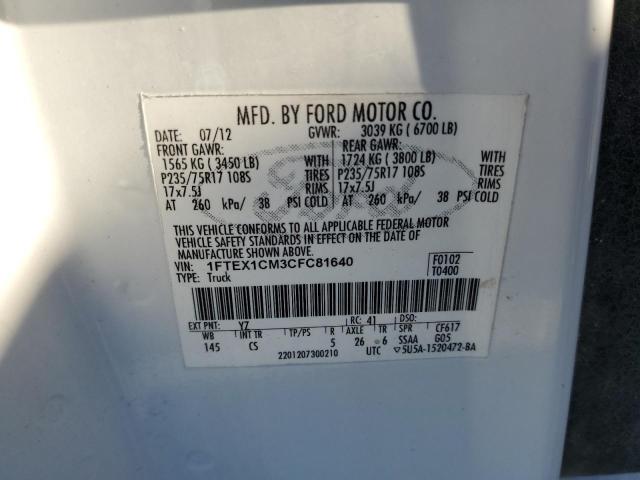 MFD. BY FORD MOTOR CO.
DATE: 07/12 GVWR: 3039 KG ( 6700 LB)
FRONT GAWR: REAR GAWR:
1565 KG ( 3450 LB) WITH 1724 KG ( 3800 LB) WITH
P235/75R17 108S TIRES P235/75R17 108S TIRES
17x7.5J RIMS 17x7.5J RIMS
AT 260 kPa/ 38 PSI COLD AT 260 kPa/ 38 PSI COLD
Ford
THIS VEHICLE CONFORMS TO ALL APPLICABLE FEDERAL MOTOR
VEHICLE SAFETY STANDARDS IN EFFECT ON THE DATE OF
MANUFACTURE SHOWN ABOVE.
VIN: 1FTEX1CM3CFC81640 F0102
TYPE: Truck T0400
EXT PNT: YZ RC: 41 DSO:
WB INT TR TP/PS R AXLE TR SPR CF617
145 CS 5 26 6 SSAA G05
2201207300210 UTC ▽5U5A-1520472-BA